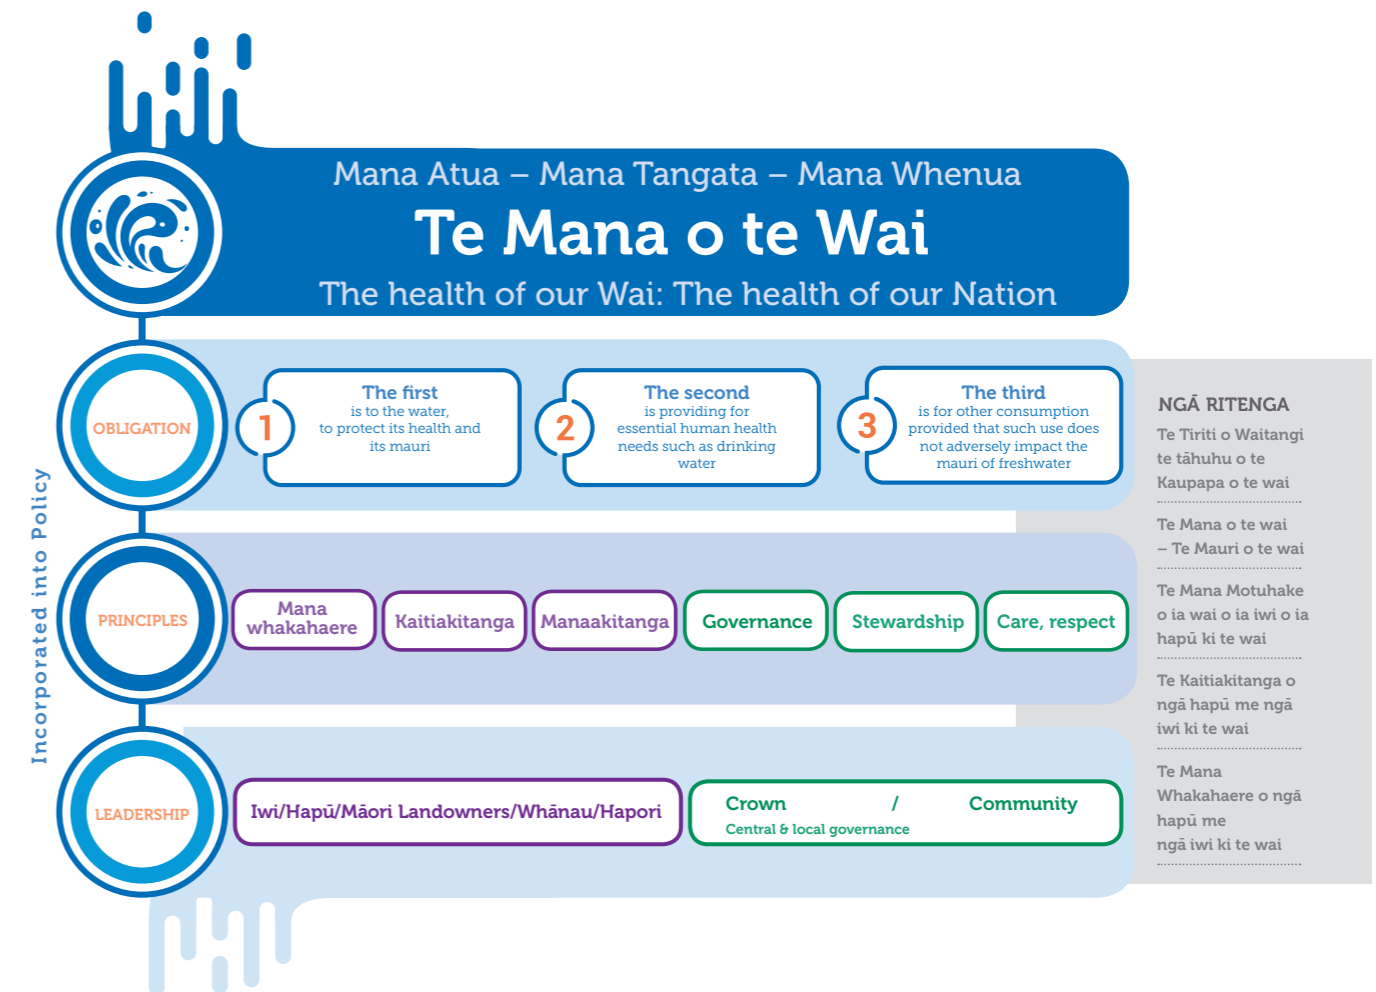 Mana Atua – Mana Tangata – Mana Whenua
Te Mana o te Wai
The health of our Wai: The health of our Nation
Incorporated into Policy
OBLIGATION
1
The first
is to the water,
to protect its health and
its mauri
2
The second
is providing for
essential human health
needs such as drinking
water
3
The third
is for other consumption
provided that such use does
not adversely impact the
mauri of freshwater
PRINCIPLES
Mana
whakahaere
Kaitiakitanga
Manaakitanga
Governance
Stewardship
Care, respect
LEADERSHIP
Iwi/Hapū/Māori Landowners/Whānau/Hapori
Crown / Community
Central & local governance
NGĀ RITENGA
Te Tiriti o Waitangi
te tāhuhu o te
Kaupapa o te wai
Te Mana o te wai
– Te Mauri o te wai
Te Mana Motuhake
o ia wai o ia iwi o ia
hapū ki te wai
Te Kaitiakitanga o
ngā hapū me ngā
iwi ki te wai
Te Mana
Whakahaere o ngā
hapū me
ngā iwi ki te wai